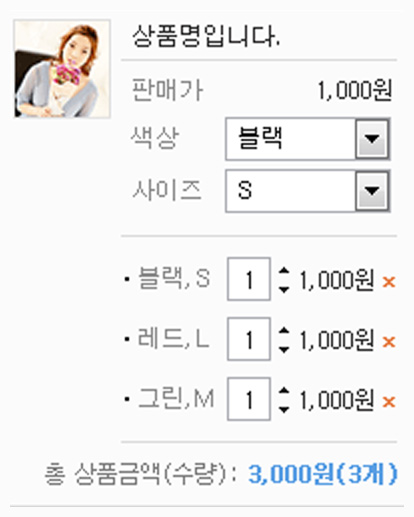 상품명입니다.
판매가 1,000원
색상 블랙
사이즈 S
· 블랙, S 1 1,000원 ×
· 레드, L 1 1,000원 ×
· 그린,M 1 1,000원 ×
총 상품금액(수량) : 3,000원(3개)